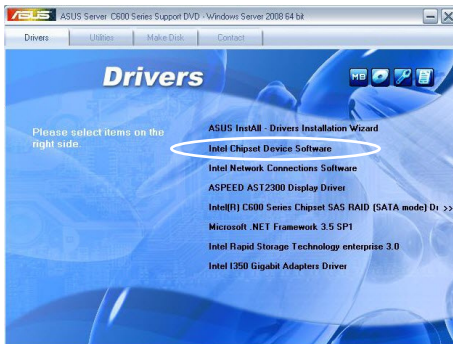 ASUS ASUS Server C600 Series Support DVD - Windows Server 2008 64 bit
Drivers Utilities Make Disk Contact
Drivers
MB
Please select items on the
right side.
ASUS InstAll - Drivers Installation Wizard
Intel Chipset Device Software
Intel Network Connections Software
ASPEED AST2300 Display Driver
Intel(R) C600 Series Chipset SAS RAID (SATA mode) Dr >>
Microsoft .NET Framework 3.5 SP1
Intel Rapid Storage Technology enterprise 3.0
Intel I350 Gigabit Adapters Driver